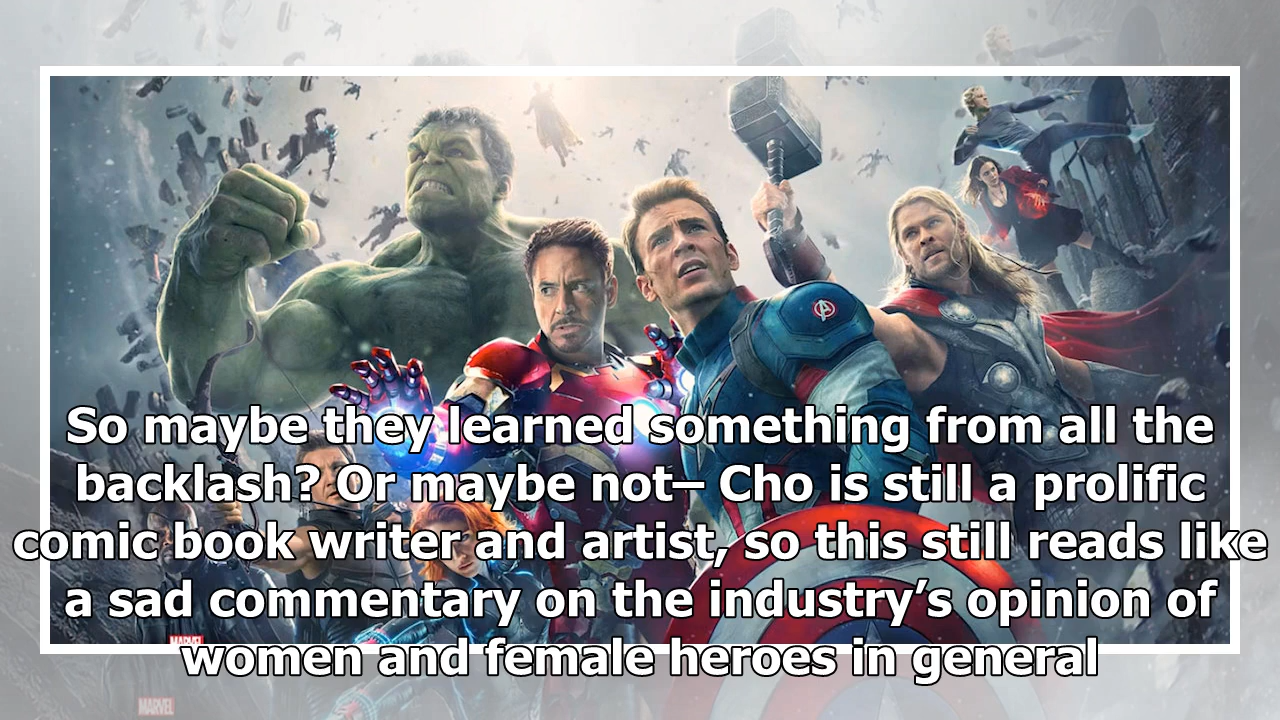 So maybe they learned something from all the
backlash? Or maybe not– Cho is still a prolific
comic book writer and artist, so this still reads like
a sad commentary on the industry’s opinion of
MARVEL
women and female heroes in general
MARVEL